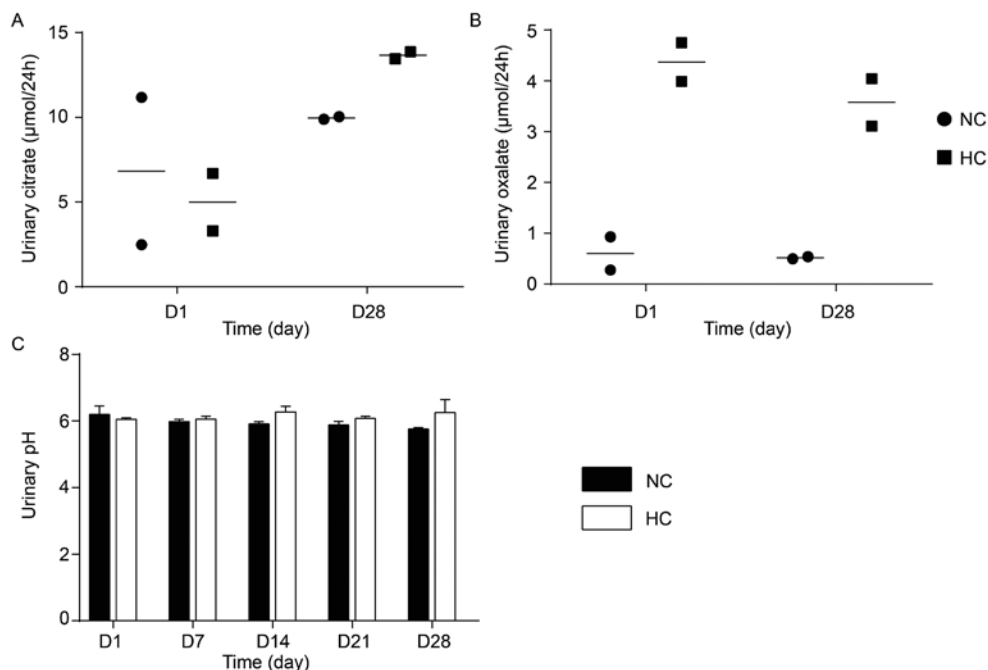 A
Urinary citrate (µmol/24h)
15
10
5
0
D1
D28
Time (day)
B
Urinary oxalate (µmol/24h)
5
4
3
2
1
0
D1
D28
Time (day)
NC
HC
C
Urinary pH
8
6
4
2
0
D1
D7
D14
D21
D28
Time (day)
NC
HC